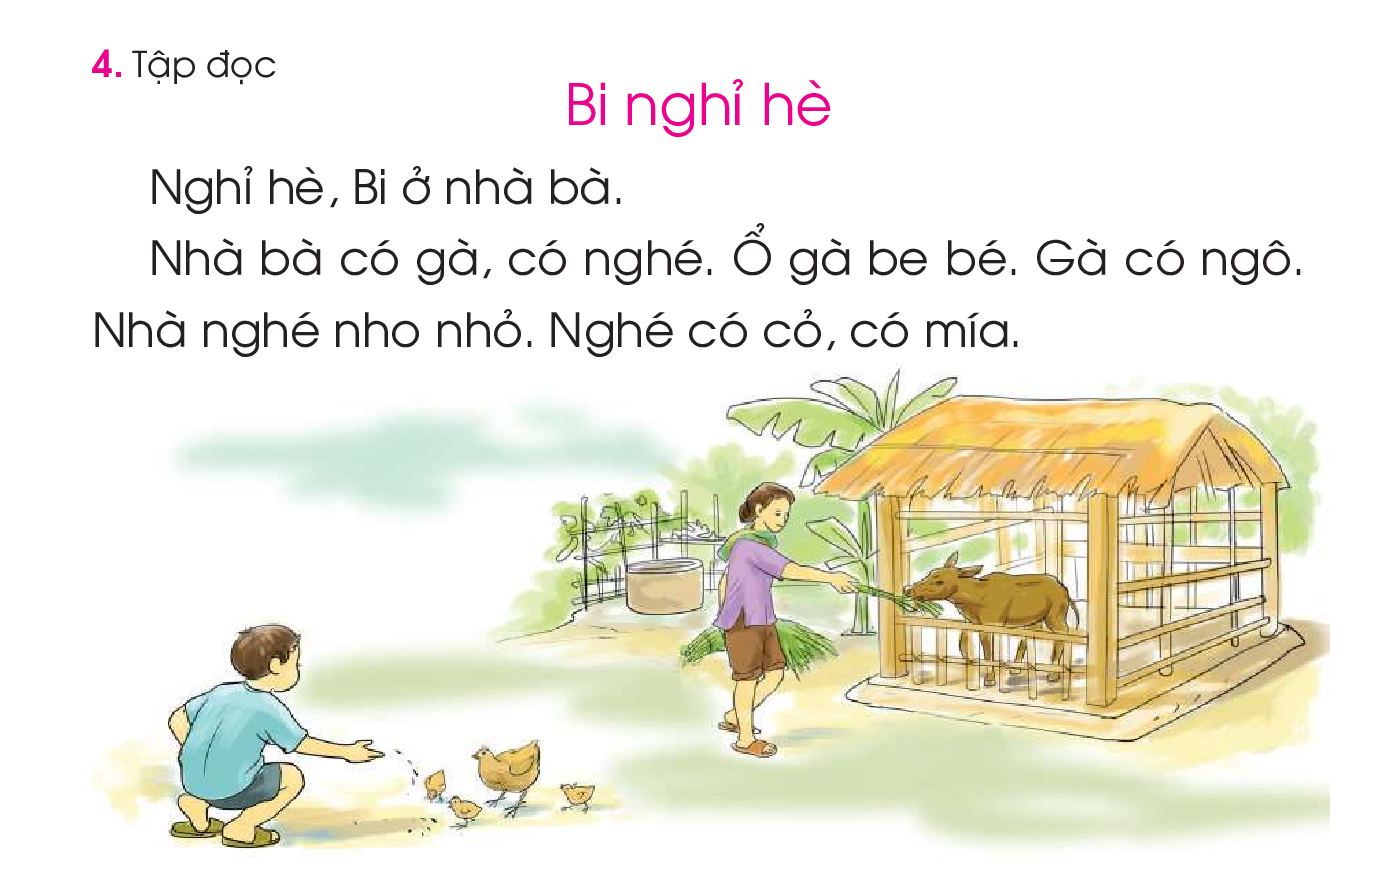 4. Tập đọc
Bi nghỉ hè
Nghỉ hè, Bi ở nhà bà.
Nhà bà có gà, có nghé. Ổ gà be bé. Gà có ngô.
Nhà nghé nho nhỏ. Nghé có cỏ, có mía.